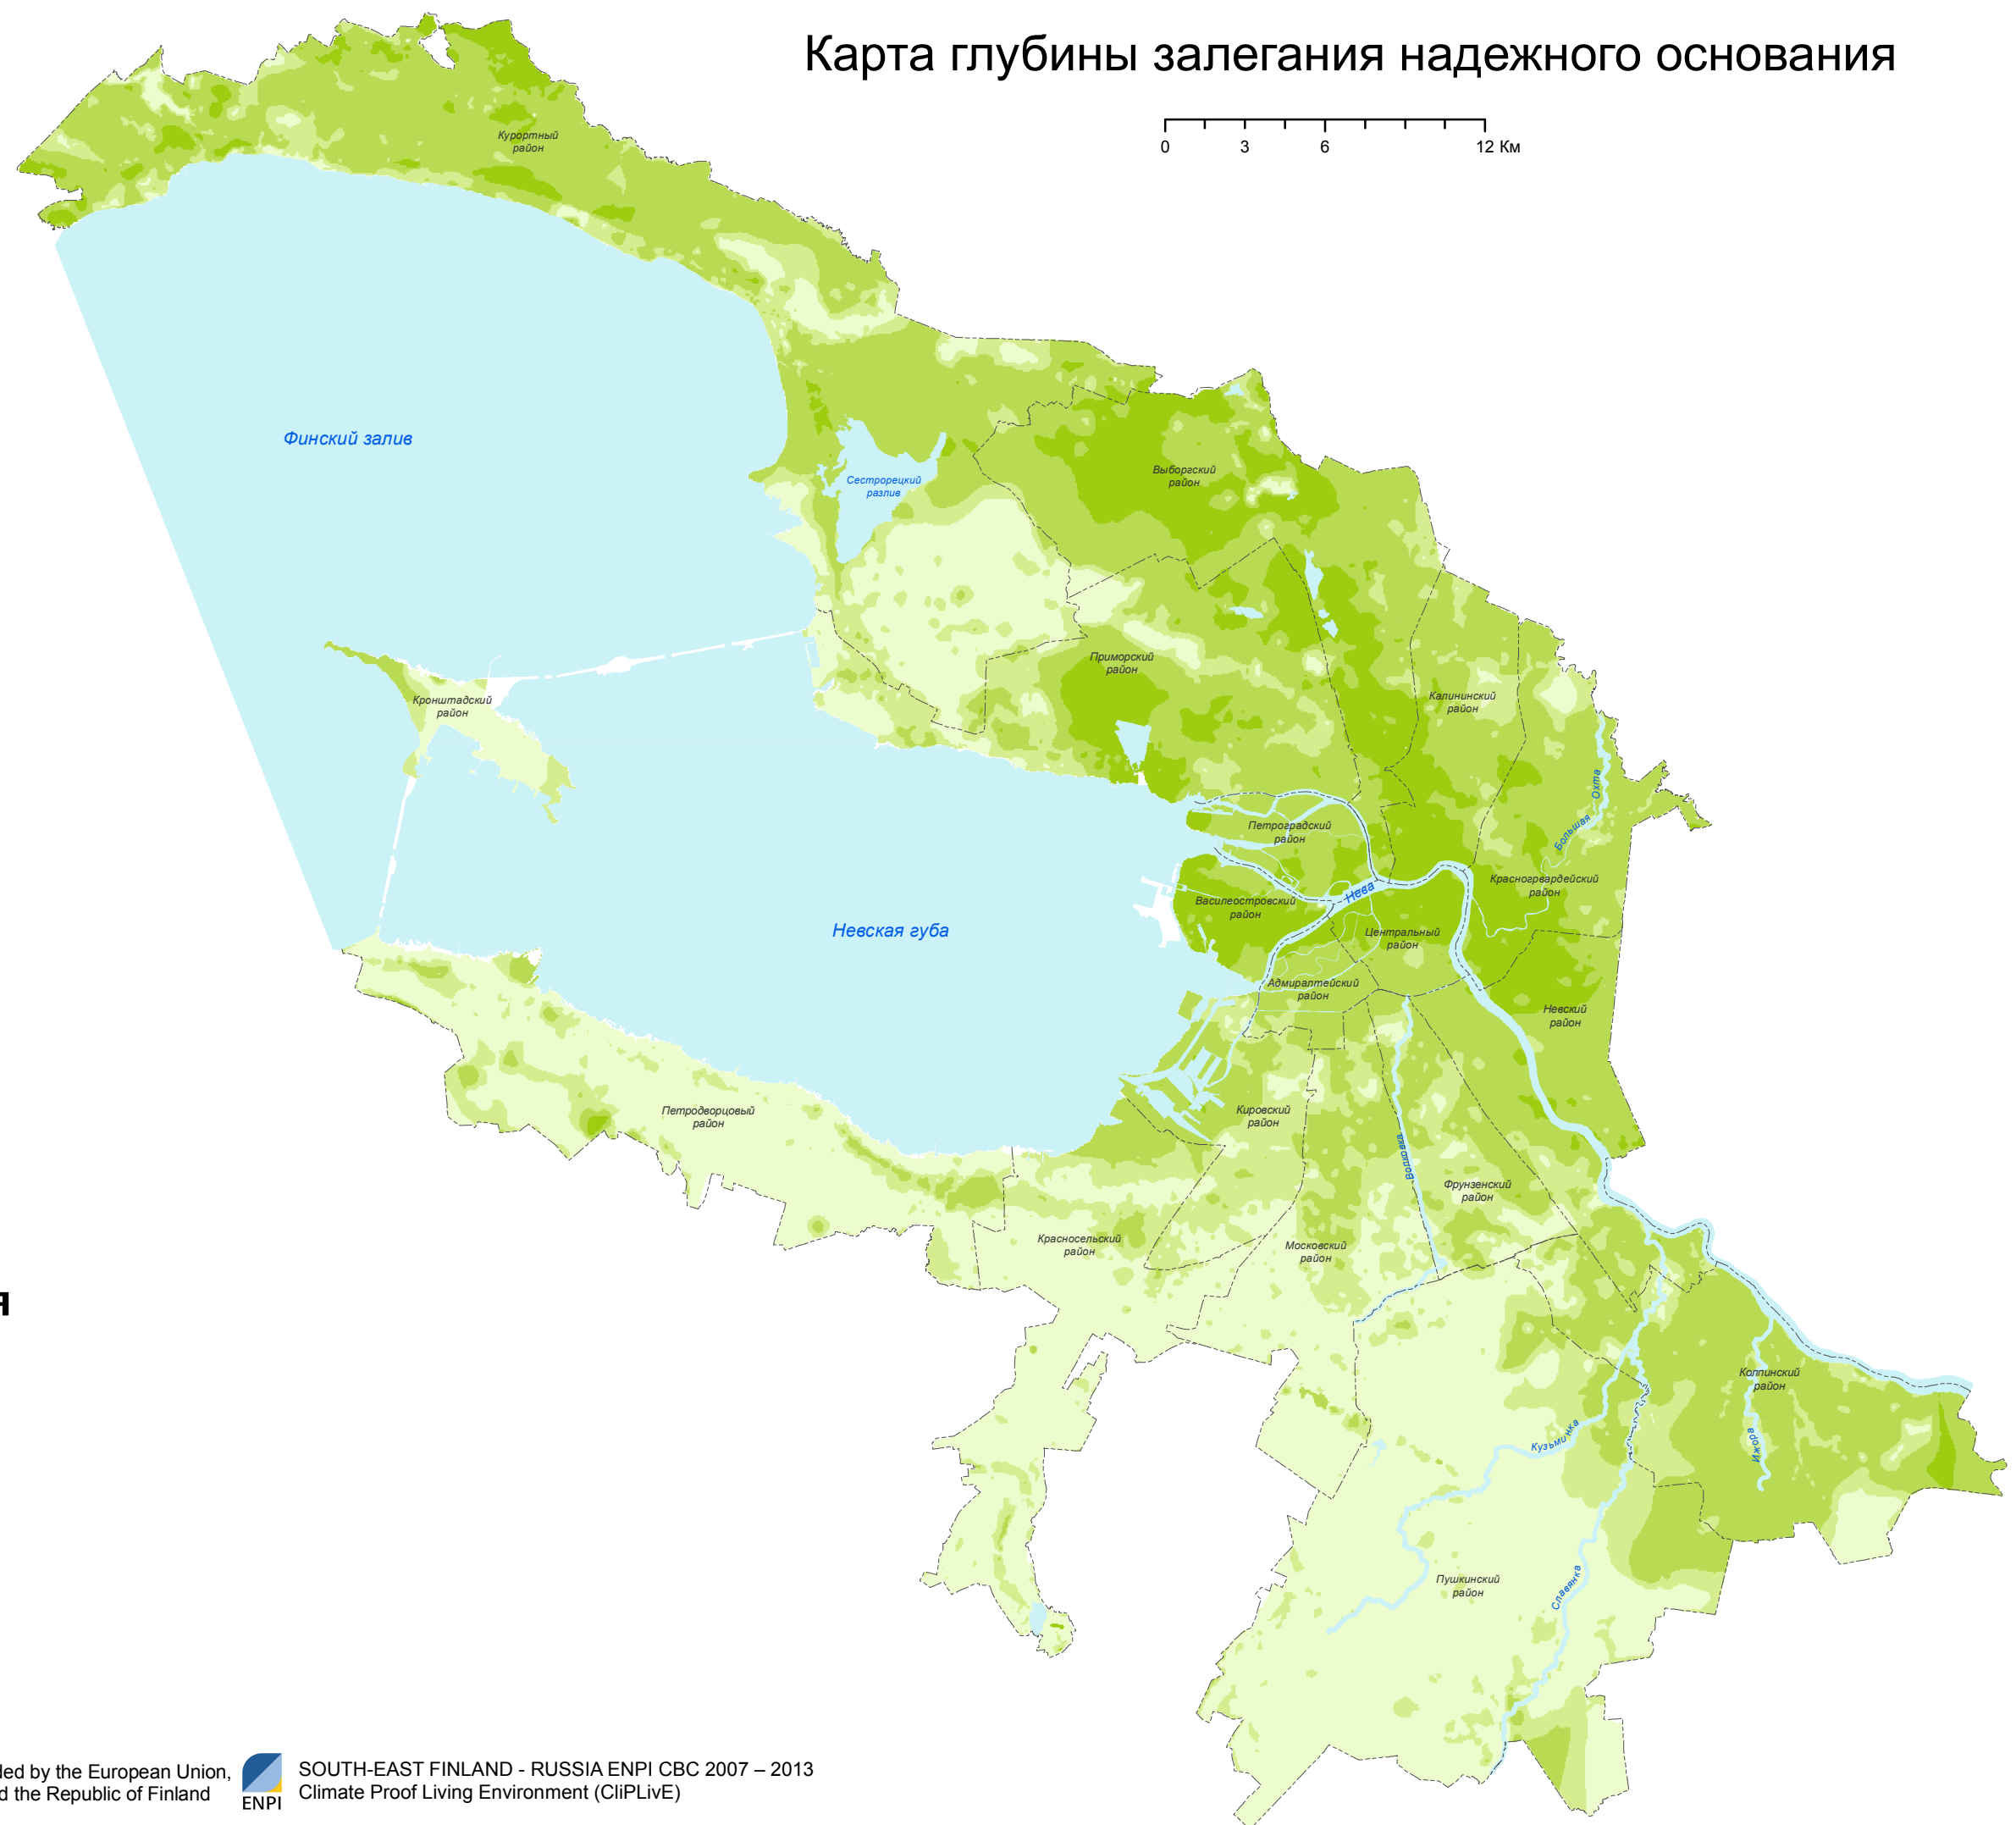 Карта глубины залегания надежного основания
0 3 6 12 Км
Курортный
район
Финский залив
Сестрорецкий
разлив
Выборгский
район
Приморский
район
Калининский
район
Кронштадский
район
Большая Охта
Петроградский
район
Красногрвардейский
район
Нева
Василеостровский
район
Невская губа
Центральный
район
Адмиралтейский
район
Невский
район
Петродворцовый
район
Кировский
район
Волковка
Фрунзенский
район
Красносельский
район
Московский
район
я
Колпинский
район
Кузьминка
Ижора
Пушкинский
район
Славянка
ded by the European Union,
d the Republic of Finland
ENPI
SOUTH-EAST FINLAND - RUSSIA ENPI CBC 2007 – 2013
Climate Proof Living Environment (CliPLivE)